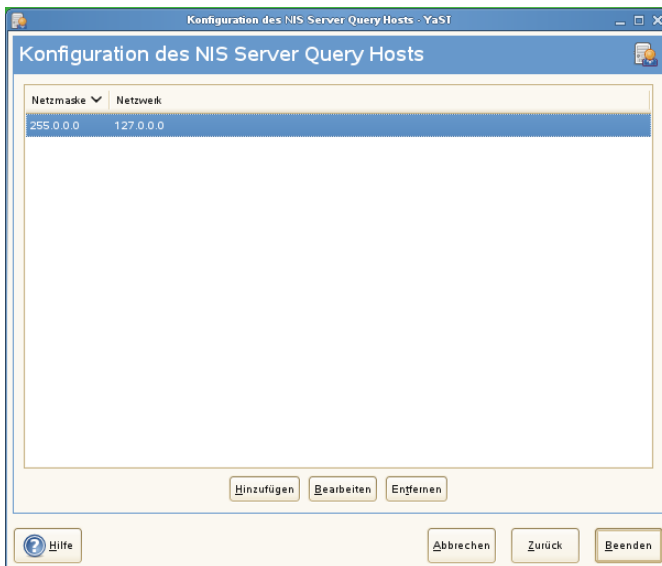 Konfiguration des NIS Server Query Hosts - YaST
Konfiguration des NIS Server Query Hosts
Netzmaske Netzwerk
255.0.0.0 127.0.0.0
Hinzufügen Bearbeiten Entfernen
Hilfe Abbrechen Zurück Beenden